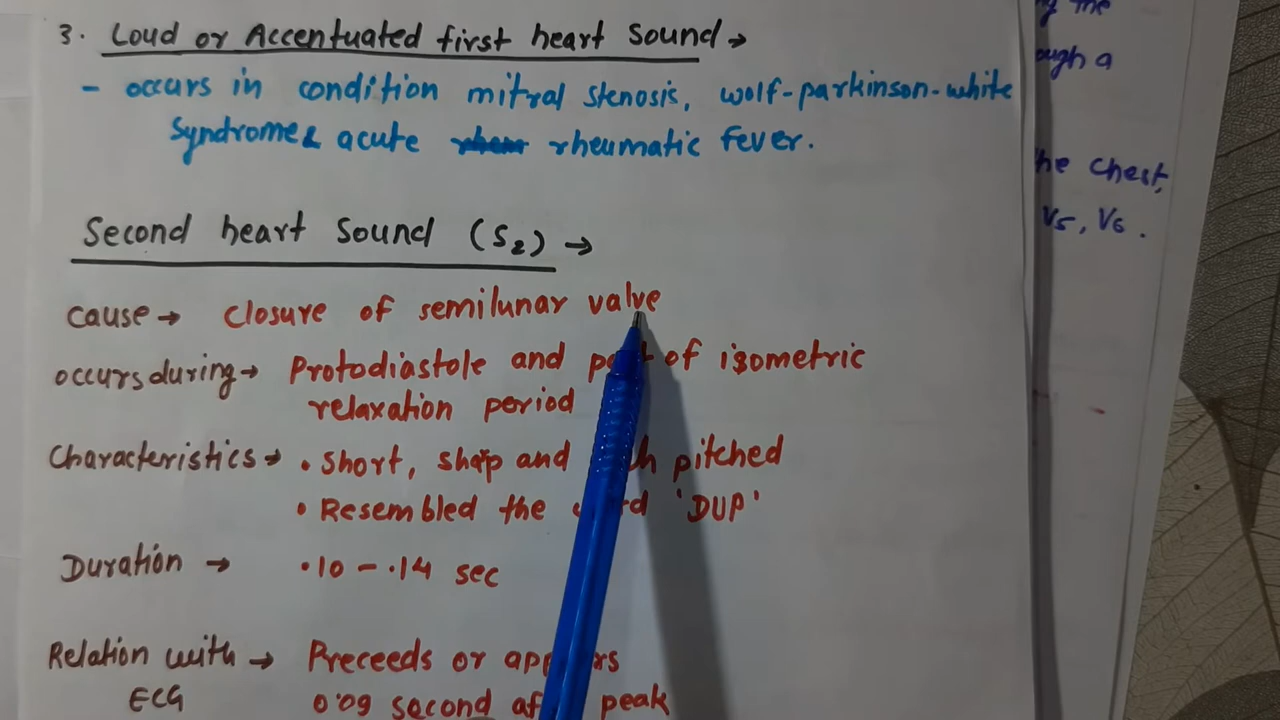 3. Loud or Accentuated first heart Sound →
- occurs in condition mitral stenosis, wolf-parkinson-white
Syndrome & acute rheumatic fever.
Second heart Sound (S2) →
Cause → Closure of semilunar valve
occurs during → Protodiastole and of isometric
relaxation period
Characteristics → • Short, sharp and pitched
• Resembled the 'DUP'
Duration → .10 - .14 sec
Relation with → Preceeds or
ECG 0.09 second peak
the
ough a
he chest,
V5, V6.